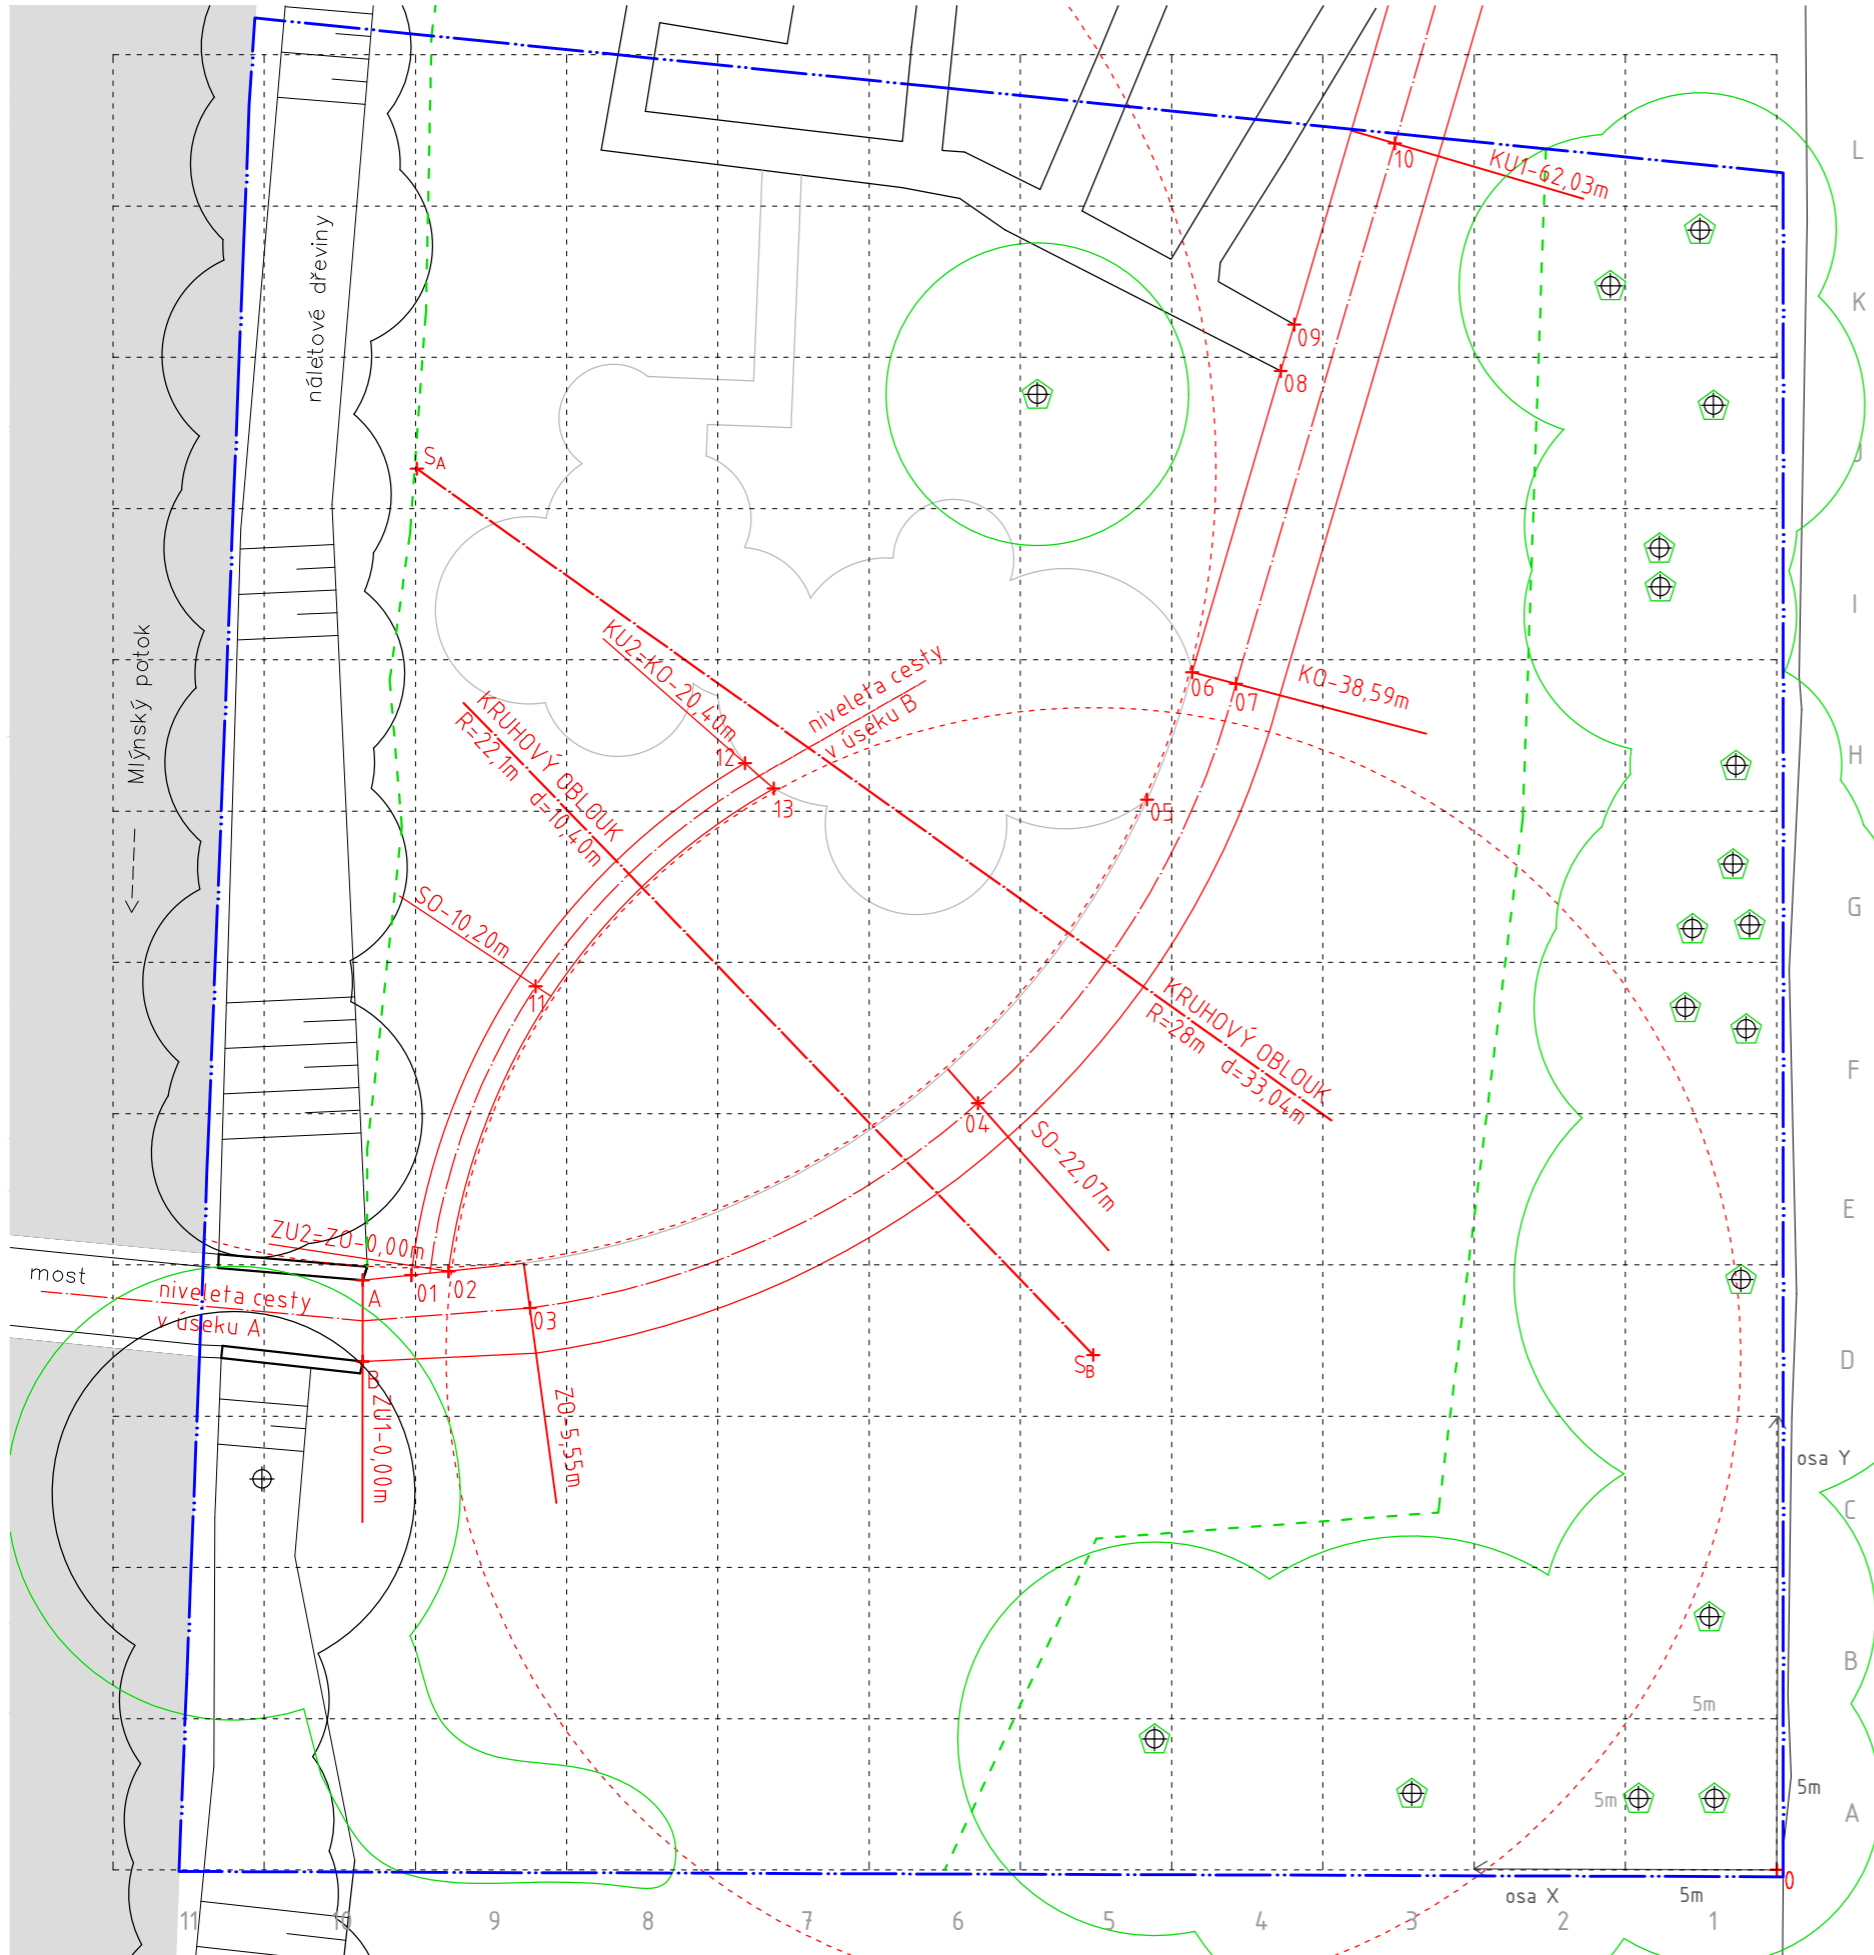 L
10
KU1-62,03m
náletové dřeviny
K
09
08
J
SA
I
Mlýnský potok
KU2=KO-20,40m
niveleta cesty
v úseku B
KO-38,59m
06
07
KRUHOVÝ OBLOUK
R=22,1m d=10,40m
12
13
05
H
SO-10,20m
11
G
KRUHOVÝ OBLOUK
R=28m d=33,04m
F
04
SO-22,07m
E
ZU2=ZO-0,00m
most
niveleta cesty
v úseku A
A
01
02
03
B
SB
D
ZU1-0,00m
ZO-5,55m
osa Y
C
B
5m
5m
5m
A
0
osa X
5m
11
10
9
8
7
6
5
4
3
2
1